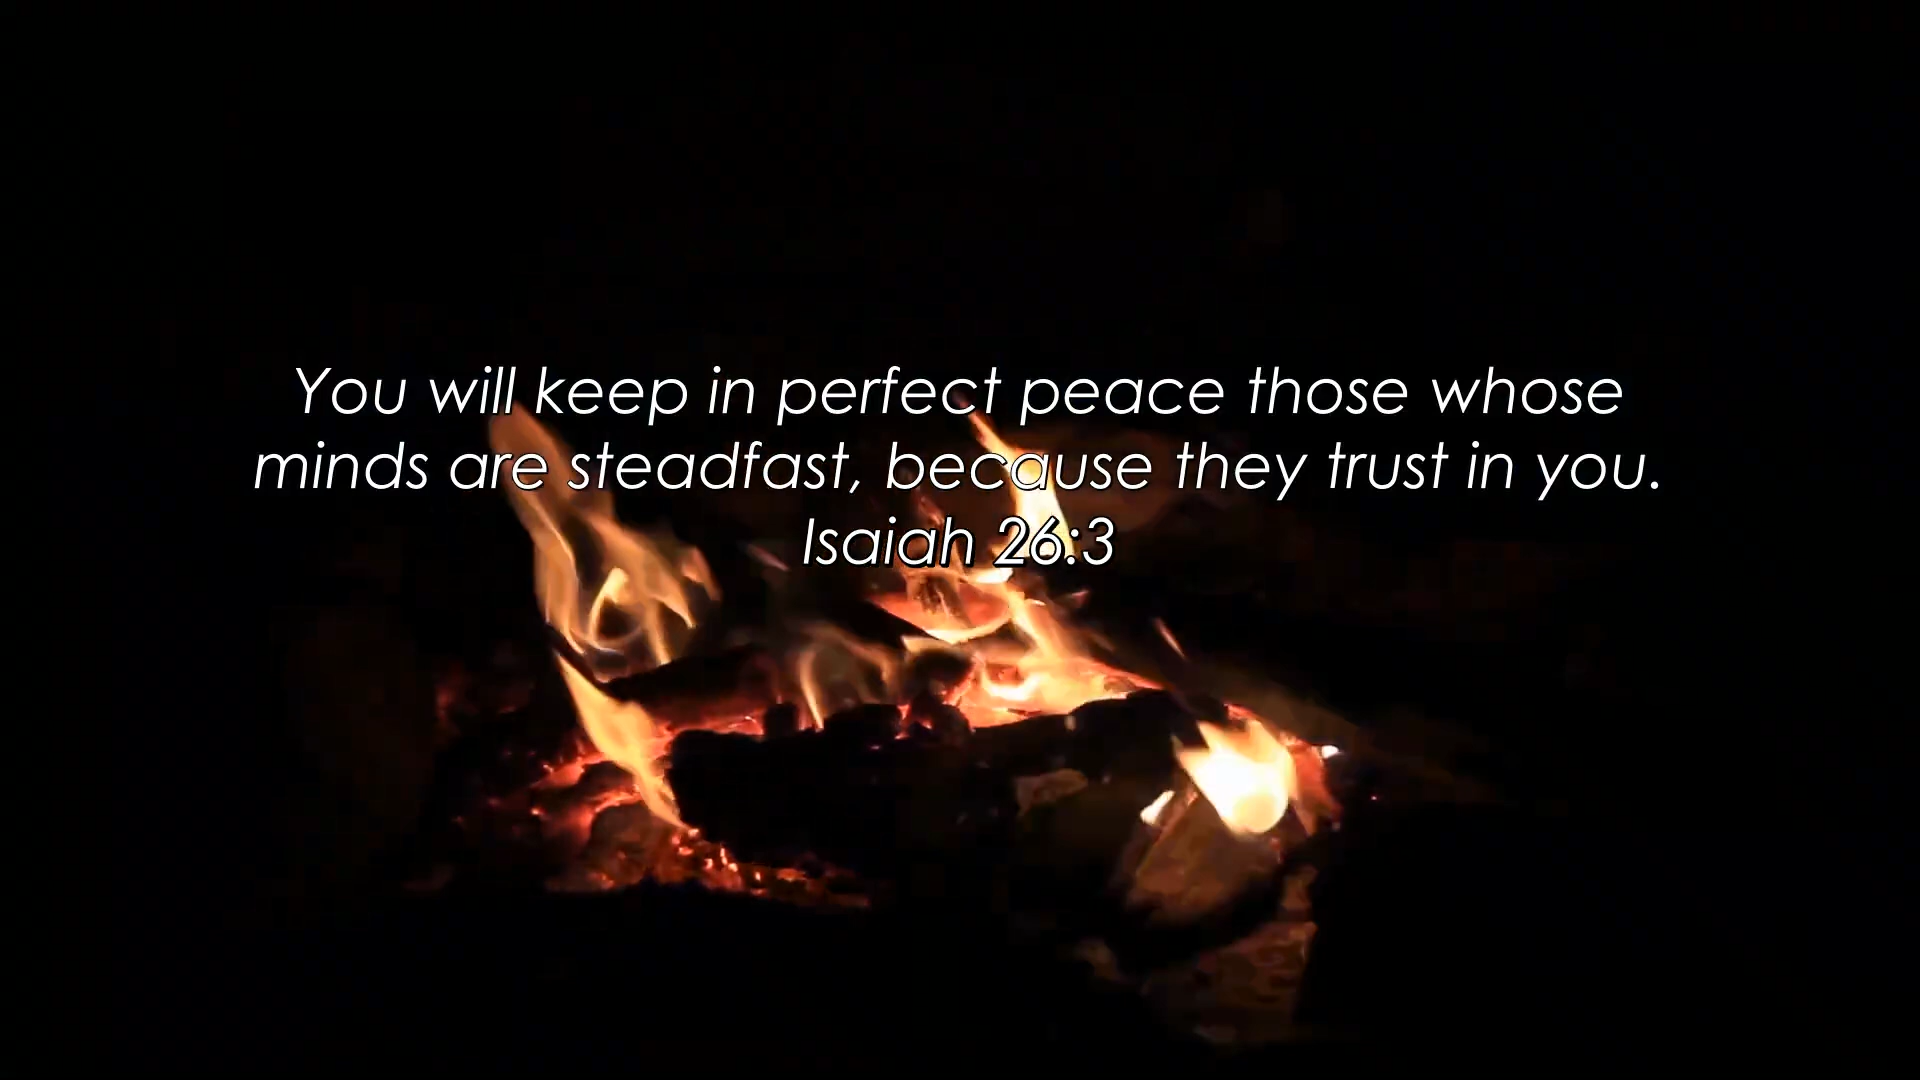 You will keep in perfect peace those whose
minds are steadfast, because they trust in you.
Isaiah 26:3